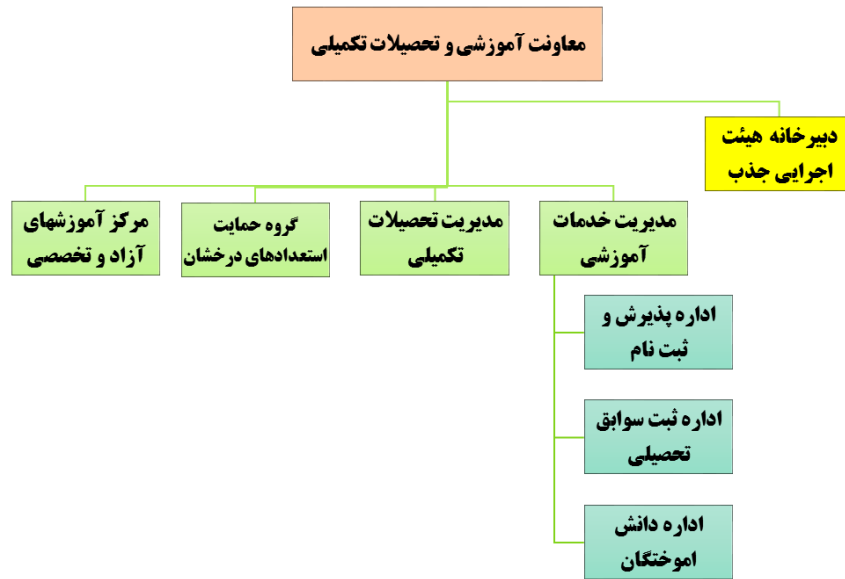 معاونت آموزشی و تحصیلات تکمیلی
دبیرخانه هیئت
اجرایی جذب
مدیریت خدمات
آموزشی
مدیریت تحصیلات
تکمیلی
گروه حمایت
استعدادهای درخشان
مرکز آموزشهای
آزاد و تخصصی
اداره پذیرش و
ثبت نام
اداره ثبت سوابق
تحصیلی
اداره دانش
اموختگان